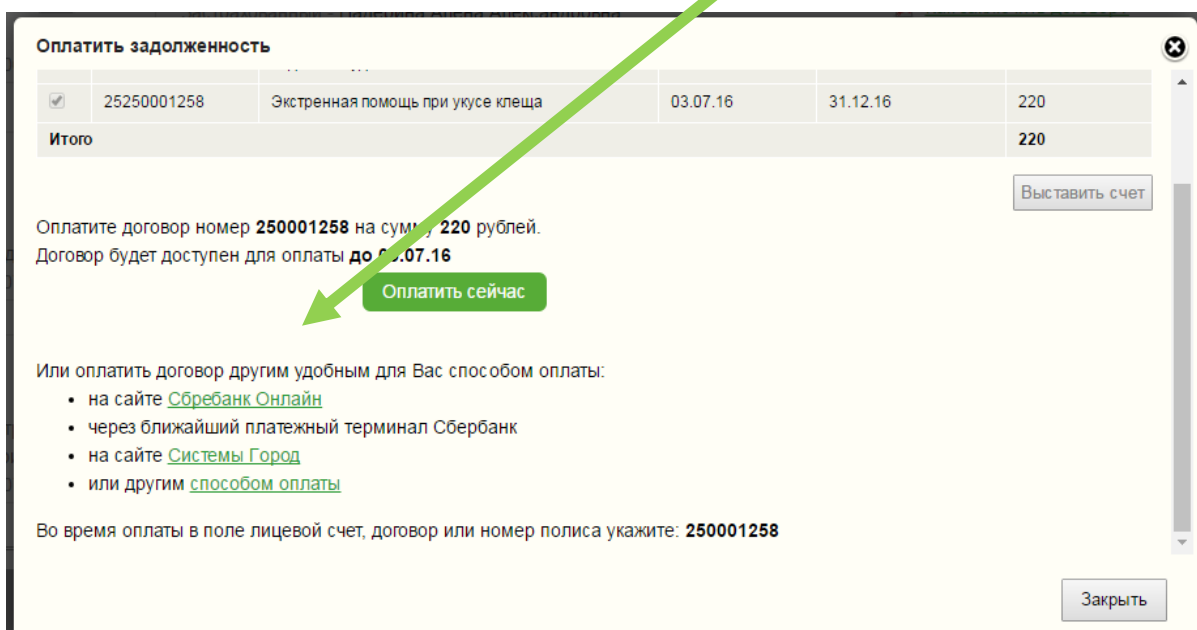 Оплатить задолженность
25250001258 Экстренная помощь при укусе клеща 03.07.16 31.12.16 220
Итого 220
Выставить счет
Оплатите договор номер 250001258 на сумму 220 рублей.
Договор будет доступен для оплаты до
Оплатить сейчас
Или оплатить договор другим удобным для Вас способом оплаты:
• на сайте Сбребанк Онлайн
• через ближайший платежный терминал Сбербанк
• на сайте Системы Город
• или другим способом оплаты
Во время оплаты в поле лицевой счет, договор или номер полиса укажите: 250001258
Закрыть